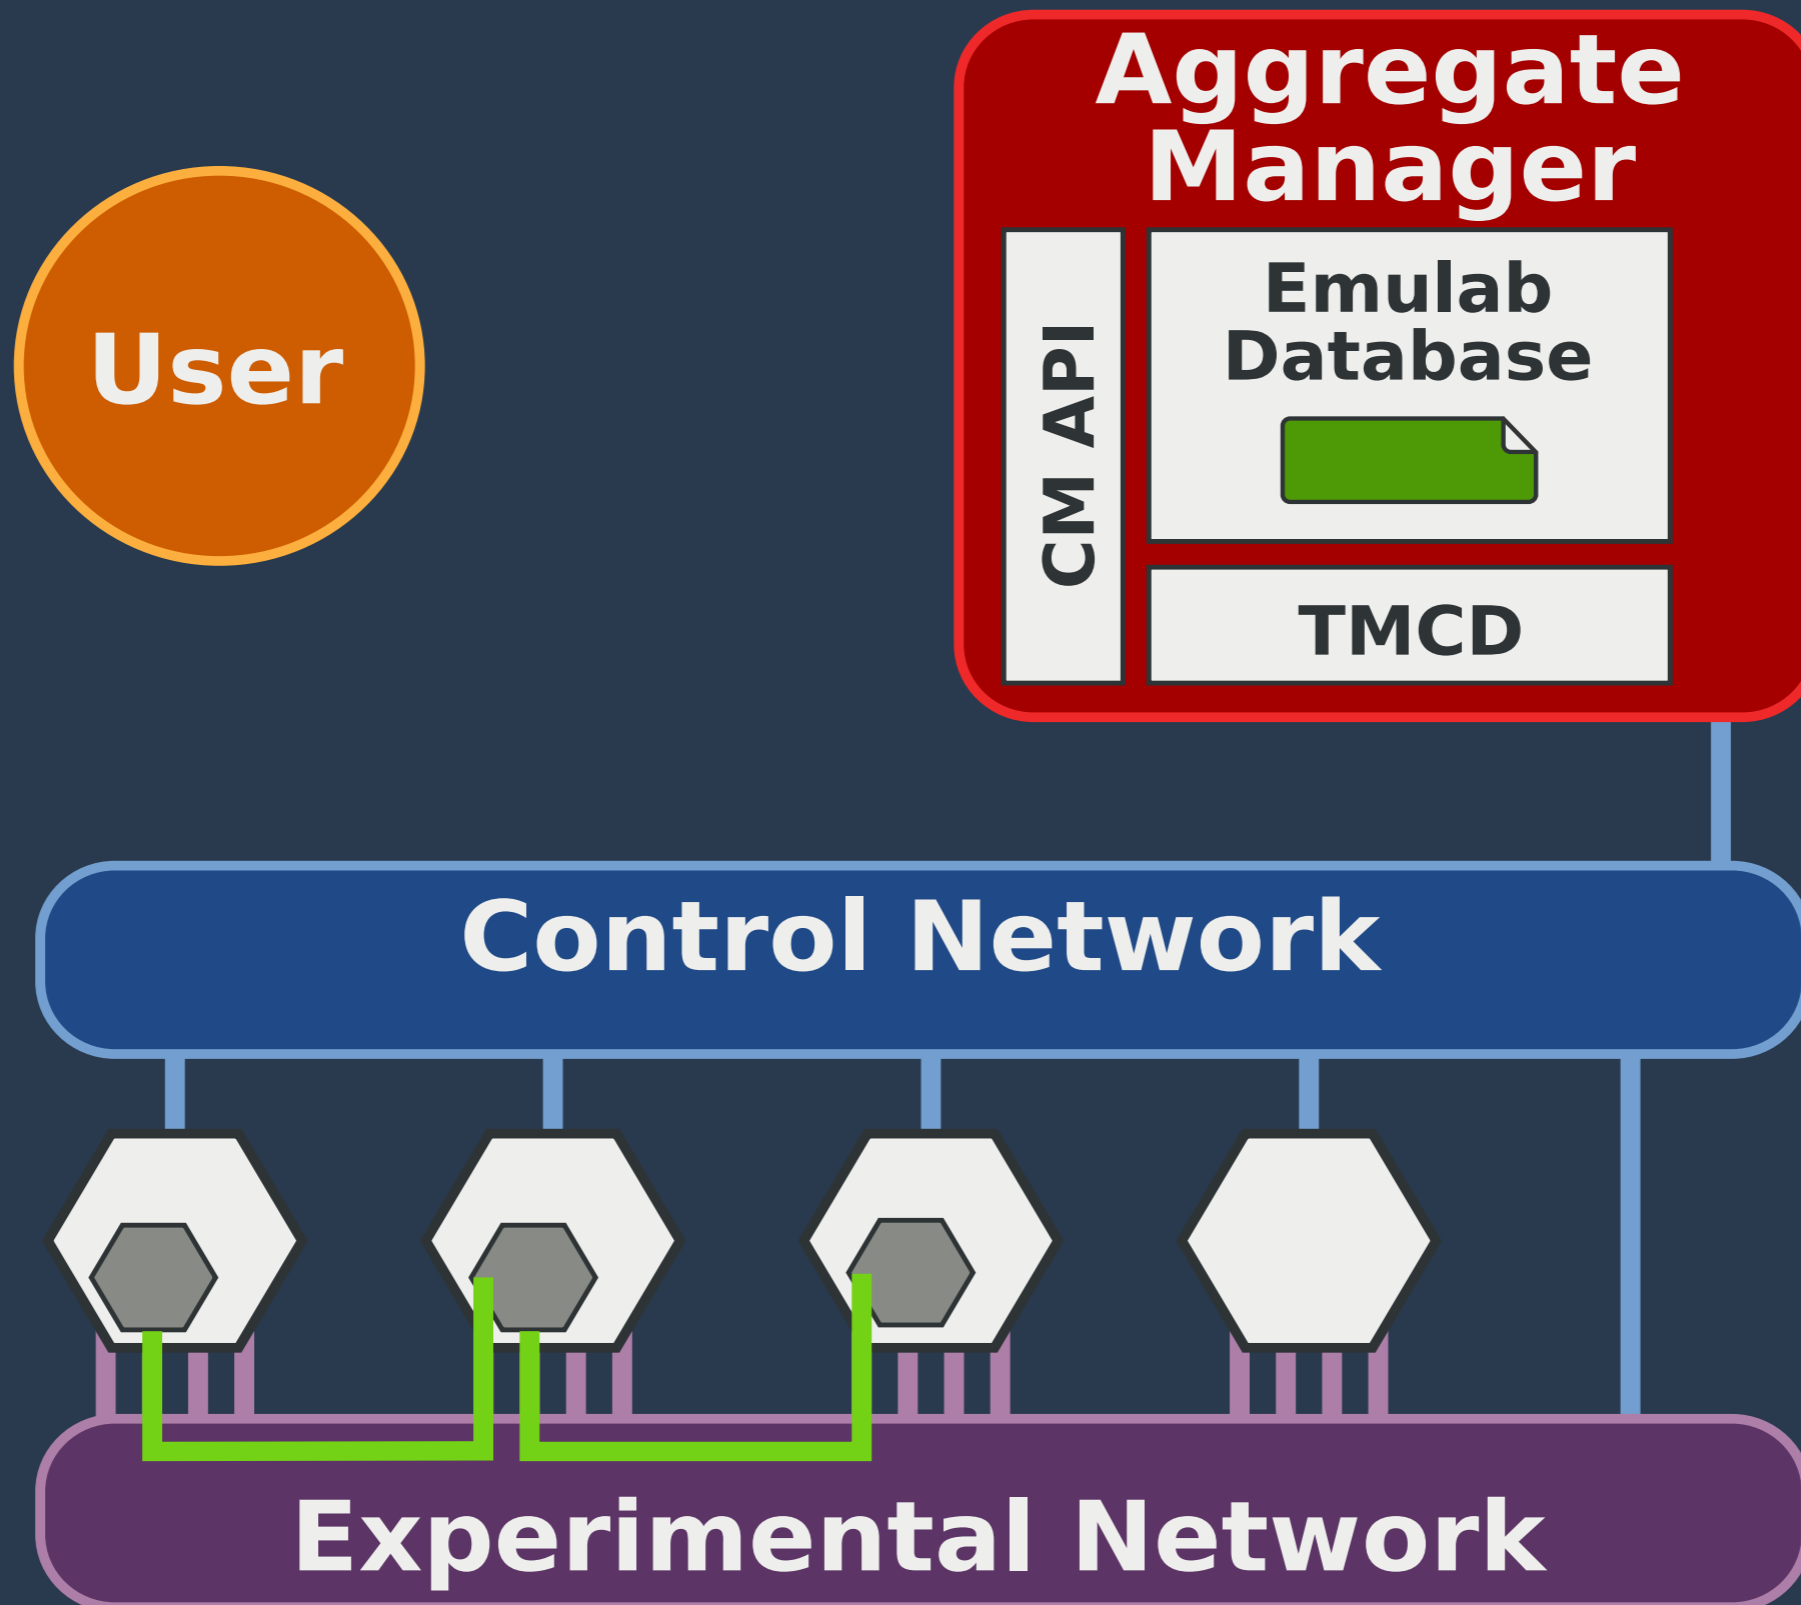 Aggregate
Manager
User
CM API
Emulab
Database
TMCD
Control Network
Experimental Network